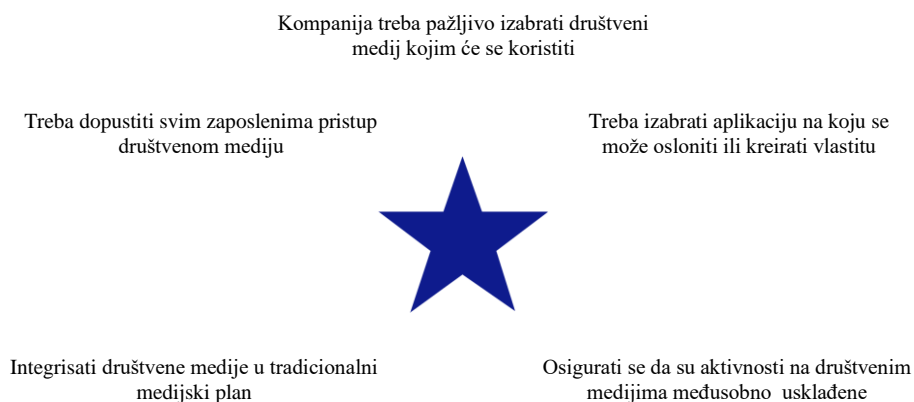 Kompanija treba pažljivo izabrati društveni
medij kojim će se koristiti
Treba dopustiti svim zaposlenima pristup
društvenom mediju
Treba izabrati aplikaciju na koju se
može osloniti ili kreirati vlastitu
Integrisati društvene medije u tradicionalni
medijski plan
Osigurati se da su aktivnosti na društvenim
medijima međusobno usklađene